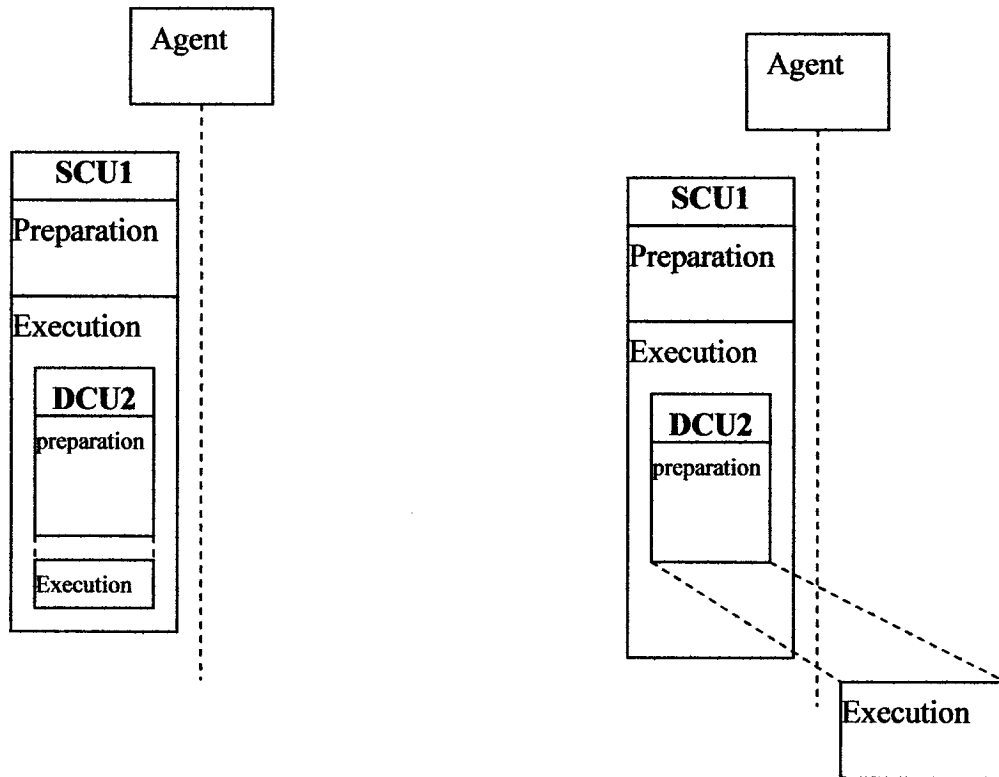 Agent
SCU1
Preparation
Execution
DCU2
preparation
Execution
Agent
SCU1
Preparation
Execution
DCU2
preparation
Execution